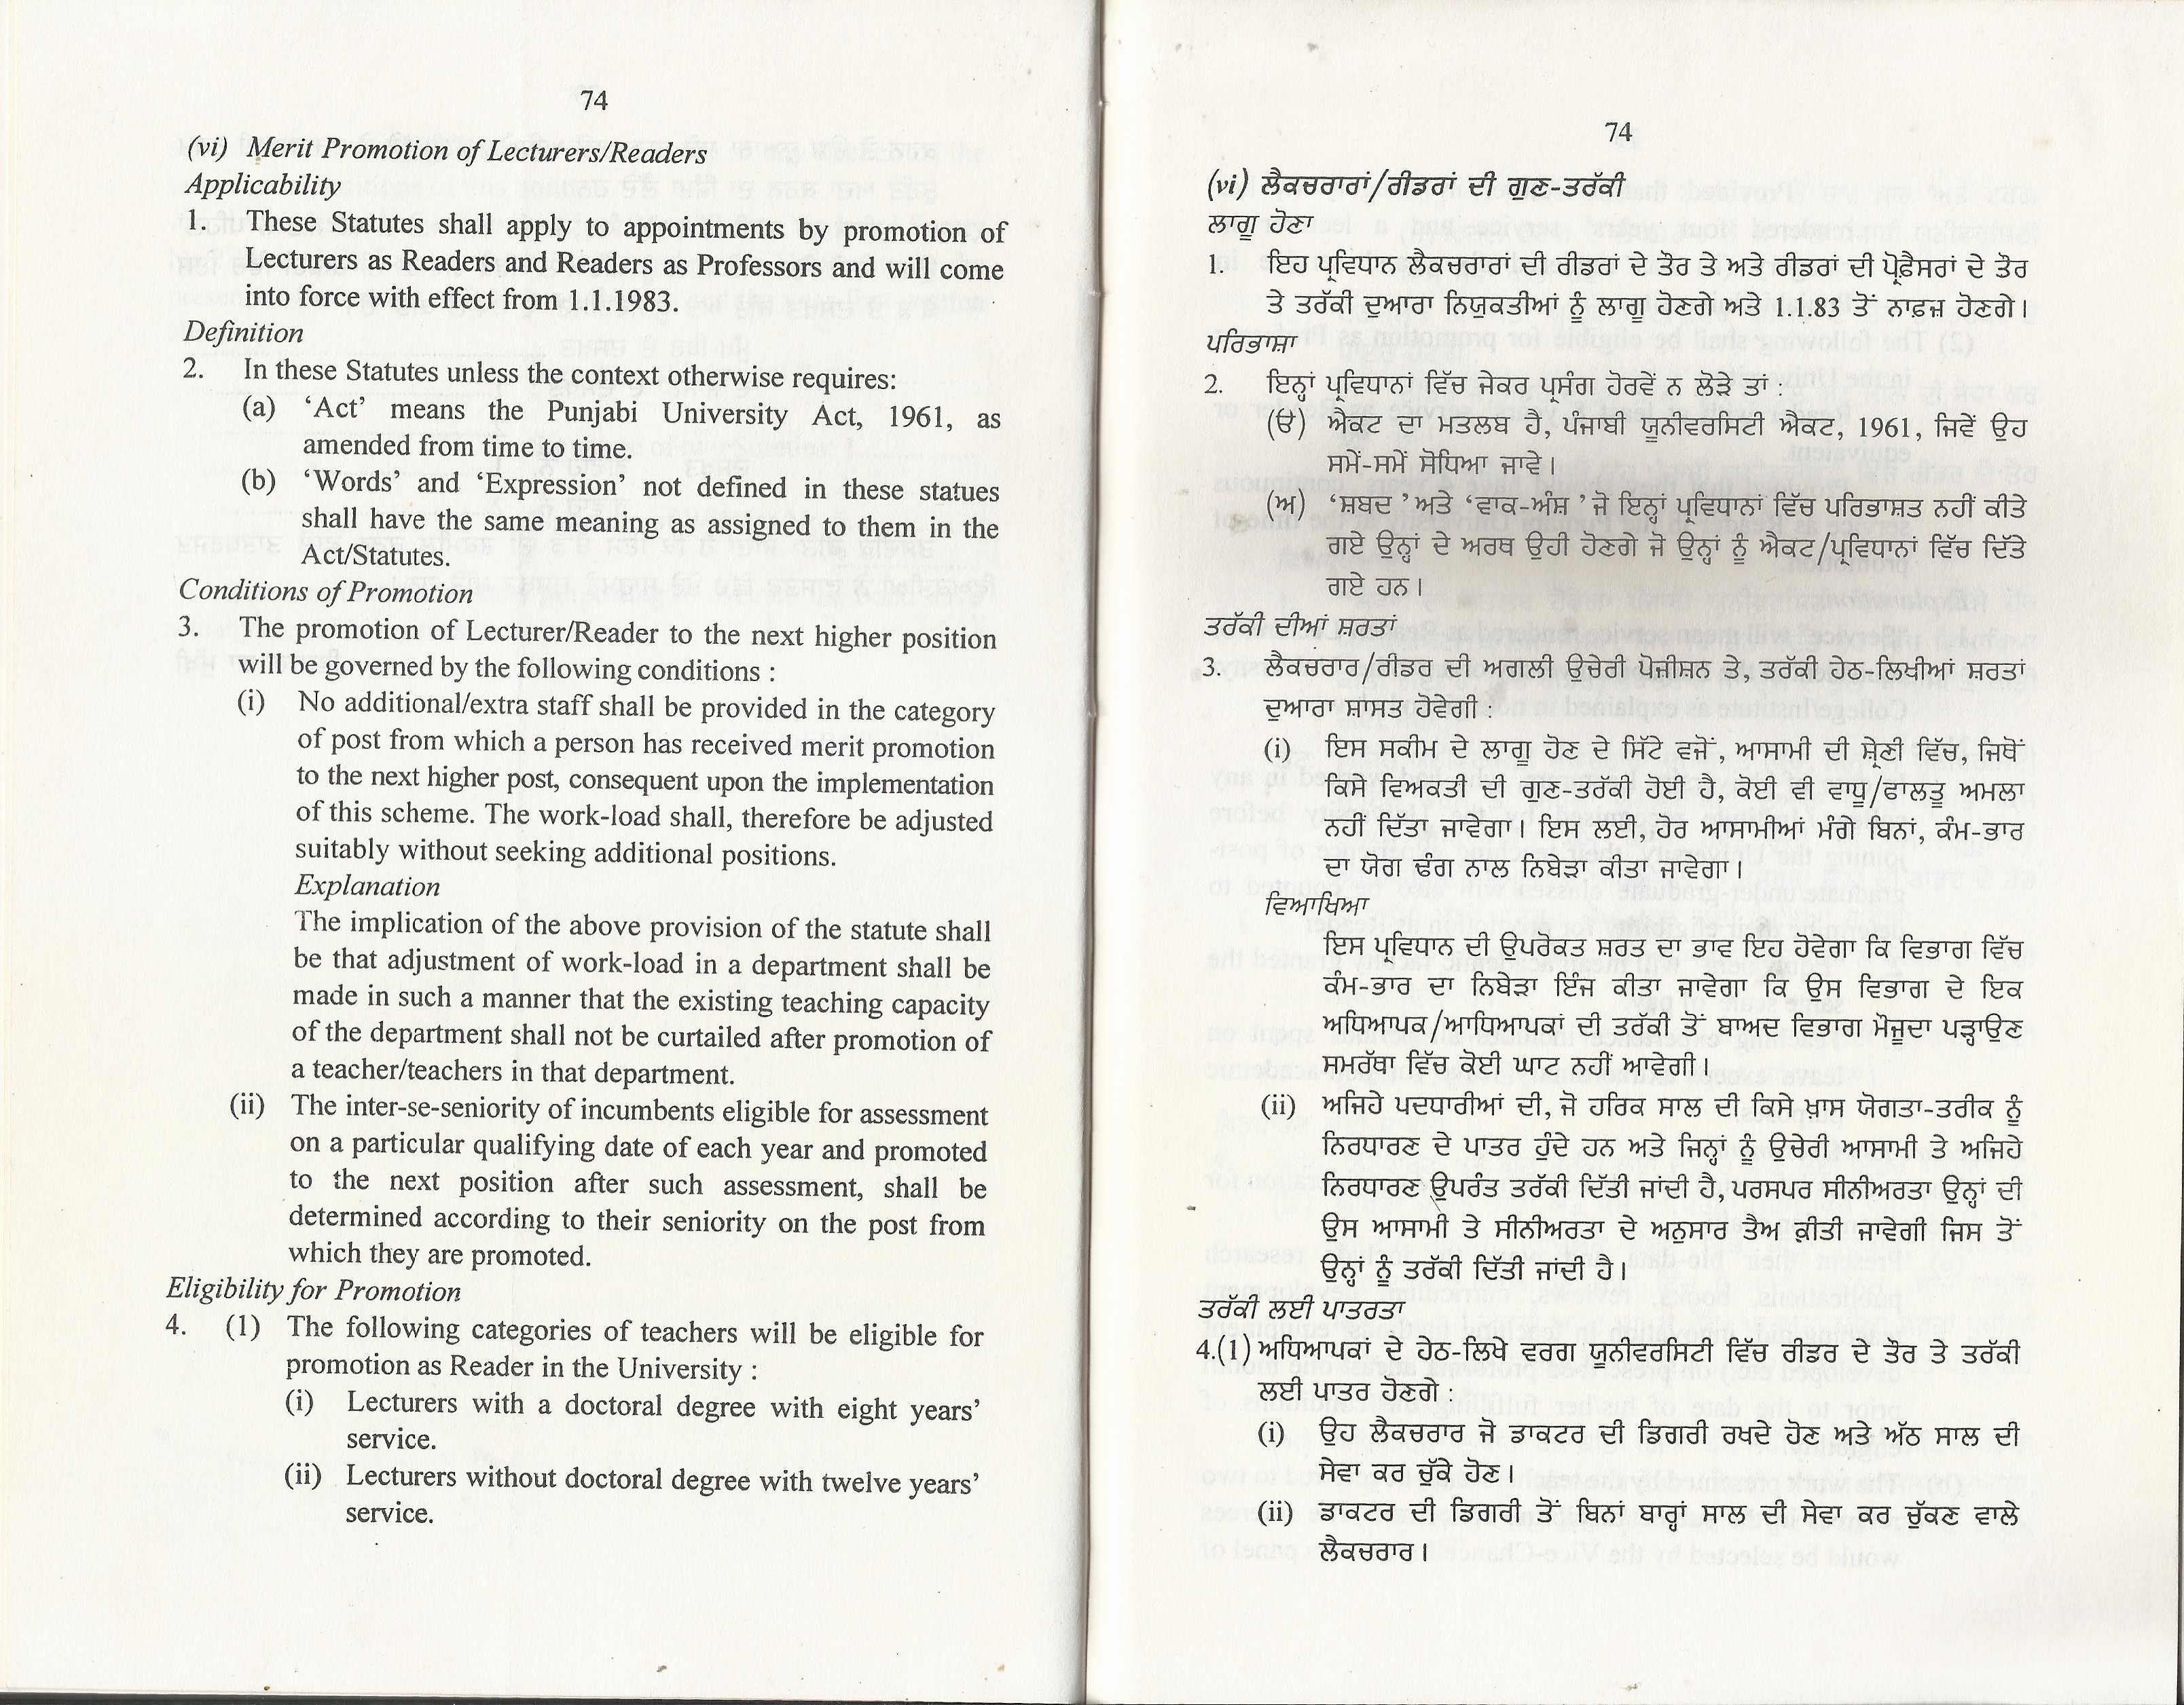 74
(vi) Merit Promotion of Lecturers/Readers
Applicability
1. These Statutes shall apply to appointments by promotion of
Lecturers as Readers and Readers as Professors and will come
into force with effect from 1.1.1983.
Definition
2. In these Statutes unless the context otherwise requires:
(a) ‘Act’ means the Punjabi University Act, 1961, as
amended from time to time.
(b) ‘Words’ and ‘Expression’ not defined in these statues
shall have the same meaning as assigned to them in the
Act/Statutes.
Conditions of Promotion
3. The promotion of Lecturer/Reader to the next higher position
will be governed by the following conditions :
(i) No additional/extra staff shall be provided in the category
of post from which a person has received merit promotion
to the next higher post, consequent upon the implementation
of this scheme. The work-load shall, therefore be adjusted
suitably without seeking additional positions.
Explanation
The implication of the above provision of the statute shall
be that adjustment of work-load in a department shall be
made in such a manner that the existing teaching capacity
of the department shall not be curtailed after promotion of
a teacher/teachers in that department.
(ii) The inter-se-seniority of incumbents eligible for assessment
on a particular qualifying date of each year and promoted
to the next position after such assessment, shall be
determined according to their seniority on the post from
which they are promoted.
Eligibility for Promotion
4. (1) The following categories of teachers will be eligible for
promotion as Reader in the University :
(i) Lecturers with a doctoral degree with eight years’
service.
(ii) Lecturers without doctoral degree with twelve years’
service.
74
(vi) ਲੈਕਚਰਾਰਾਂ/ਰੀਡਰਾਂ ਦੀ ਗੁਣ-ਤਰੱਕੀ
ਲਾਗੂ ਹੋਣਾ
1. ਇਹ ਪ੍ਰਵਿਧਾਨ ਲੈਕਚਰਾਰਾਂ ਦੀ ਰੀਡਰਾਂ ਦੇ ਤੌਰ ਤੇ ਅਤੇ ਰੀਡਰਾਂ ਦੀ ਪ੍ਰੋਫ਼ੈਸਰਾਂ ਦੇ ਤੌਰ
ਤੇ ਤਰੱਕੀ ਦੁਆਰਾ ਨਿਯੁਕਤੀਆਂ ਨੂੰ ਲਾਗੂ ਹੋਣਗੇ ਅਤੇ 1.1.83 ਤੋਂ ਨਾਫ਼ਜ਼ ਹੋਣਗੇ।
ਪਰਿਭਾਸ਼ਾ
2. ਇਨ੍ਹਾਂ ਪ੍ਰਵਿਧਾਨਾਂ ਵਿੱਚ ਜੇਕਰ ਪ੍ਰਸੰਗ ਹੋਰਵੇਂ ਨ ਲੋੜੇ ਤਾਂ :
(ੳ) ਐਕਟ ਦਾ ਮਤਲਬ ਹੈ, ਪੰਜਾਬੀ ਯੂਨੀਵਰਸਿਟੀ ਐਕਟ, 1961, ਜਿਵੇਂ ਉਹ
ਸਮੇਂ-ਸਮੇਂ ਸੋਧਿਆ ਜਾਵੇ।
(ਅ) ‘ਸ਼ਬਦ ’ ਅਤੇ ‘ਵਾਕ-ਅੰਸ਼ ’ ਜੋ ਇਨ੍ਹਾਂ ਪ੍ਰਵਿਧਾਨਾਂ ਵਿੱਚ ਪਰਿਭਾਸ਼ਤ ਨਹੀਂ ਕੀਤੇ
ਗਏ ਉਨ੍ਹਾਂ ਦੇ ਅਰਥ ਉਹੀ ਹੋਣਗੇ ਜੋ ਉਨ੍ਹਾਂ ਨੂੰ ਐਕਟ/ਪ੍ਰਵਿਧਾਨਾਂ ਵਿੱਚ ਦਿੱਤੇ
ਗਏ ਹਨ।
ਤਰੱਕੀ ਦੀਆਂ ਸ਼ਰਤਾਂ
3. ਲੈਕਚਰਾਰ/ਰੀਡਰ ਦੀ ਅਗਲੀ ਉਚੇਰੀ ਪੋਜ਼ੀਸ਼ਨ ਤੇ, ਤਰੱਕੀ ਹੇਠ-ਲਿਖੀਆਂ ਸ਼ਰਤਾਂ
ਦੁਆਰਾ ਸ਼ਾਸਤ ਹੋਵੇਗੀ :
(i) ਇਸ ਸਕੀਮ ਦੇ ਲਾਗੂ ਹੋਣ ਦੇ ਸਿੱਟੇ ਵਜੋਂ, ਆਸਾਮੀ ਦੀ ਸ਼੍ਰੇਣੀ ਵਿੱਚ, ਜਿਥੋਂ
ਕਿਸੇ ਵਿਅਕਤੀ ਦੀ ਗੁਣ-ਤਰੱਕੀ ਹੋਈ ਹੈ, ਕੋਈ ਵੀ ਵਾਧੂ/ਫਾਲਤੂ ਅਮਲਾ
ਨਹੀਂ ਦਿੱਤਾ ਜਾਵੇਗਾ। ਇਸ ਲਈ, ਹੋਰ ਆਸਾਮੀਆਂ ਮੰਗੇ ਬਿਨਾਂ, ਕੰਮ-ਭਾਰ
ਦਾ ਯੋਗ ਢੰਗ ਨਾਲ ਨਿਬੇੜਾ ਕੀਤਾ ਜਾਵੇਗਾ।
ਵਿਆਖਿਆ
ਇਸ ਪ੍ਰਵਿਧਾਨ ਦੀ ਉਪਰੋਕਤ ਸ਼ਰਤ ਦਾ ਭਾਵ ਇਹ ਹੋਵੇਗਾ ਕਿ ਵਿਭਾਗ ਵਿੱਚ
ਕੰਮ-ਭਾਰ ਦਾ ਨਿਬੇੜਾ ਇੰਜ ਕੀਤਾ ਜਾਵੇਗਾ ਕਿ ਉਸ ਵਿਭਾਗ ਦੇ ਇਕ
ਅਧਿਆਪਕ/ਆਧਿਆਪਕਾਂ ਦੀ ਤਰੱਕੀ ਤੋਂ ਬਾਅਦ ਵਿਭਾਗ ਮੌਜੂਦਾ ਪੜ੍ਹਾਉਣ
ਸਮਰੱਥਾ ਵਿੱਚ ਕੋਈ ਘਾਟ ਨਹੀਂ ਆਵੇਗੀ।
(ii) ਅਜਿਹੇ ਪਦਧਾਰੀਆਂ ਦੀ, ਜੋ ਹਰਿਕ ਸਾਲ ਦੀ ਕਿਸੇ ਖ਼ਾਸ ਯੋਗਤਾ-ਤਰੀਕ ਨੂੰ
ਨਿਰਧਾਰਣ ਦੇ ਪਾਤਰ ਹੁੰਦੇ ਹਨ ਅਤੇ ਜਿਨ੍ਹਾਂ ਨੂੰ ਉਚੇਰੀ ਆਸਾਮੀ ਤੇ ਅਜਿਹੇ
ਨਿਰਧਾਰਣ ਉਪਰੰਤ ਤਰੱਕੀ ਦਿੱਤੀ ਜਾਂਦੀ ਹੈ, ਪਰਸਪਰ ਸੀਨੀਅਰਤਾ ਉਨ੍ਹਾਂ ਦੀ
ਉਸ ਆਸਾਮੀ ਤੇ ਸੀਨੀਅਰਤਾ ਦੇ ਅਨੁਸਾਰ ਤੈਅ ਕੀਤੀ ਜਾਵੇਗੀ ਜਿਸ ਤੋਂ
ਉਨ੍ਹਾਂ ਨੂੰ ਤਰੱਕੀ ਦਿੱਤੀ ਜਾਂਦੀ ਹੈ।
ਤਰੱਕੀ ਲਈ ਪਾਤਰਤਾ
4.(1) ਅਧਿਆਪਕਾਂ ਦੇ ਹੇਠ-ਲਿਖੇ ਵਰਗ ਯੂਨੀਵਰਸਿਟੀ ਵਿੱਚ ਰੀਡਰ ਦੇ ਤੌਰ ਤੇ ਤਰੱਕੀ
ਲਈ ਪਾਤਰ ਹੋਣਗੇ :
(i) ਉਹ ਲੈਕਚਰਾਰ ਜੋ ਡਾਕਟਰ ਦੀ ਡਿਗਰੀ ਰਖਦੇ ਹੋਣ ਅਤੇ ਅੱਠ ਸਾਲ ਦੀ
ਸੇਵਾ ਕਰ ਚੁੱਕੇ ਹੋਣ।
(ii) ਡਾਕਟਰ ਦੀ ਡਿਗਰੀ ਤੋਂ ਬਿਨਾਂ ਬਾਰ੍ਹਾਂ ਸਾਲ ਦੀ ਸੇਵਾ ਕਰ ਚੁੱਕਣ ਵਾਲੇ
ਲੈਕਚਰਾਰ।